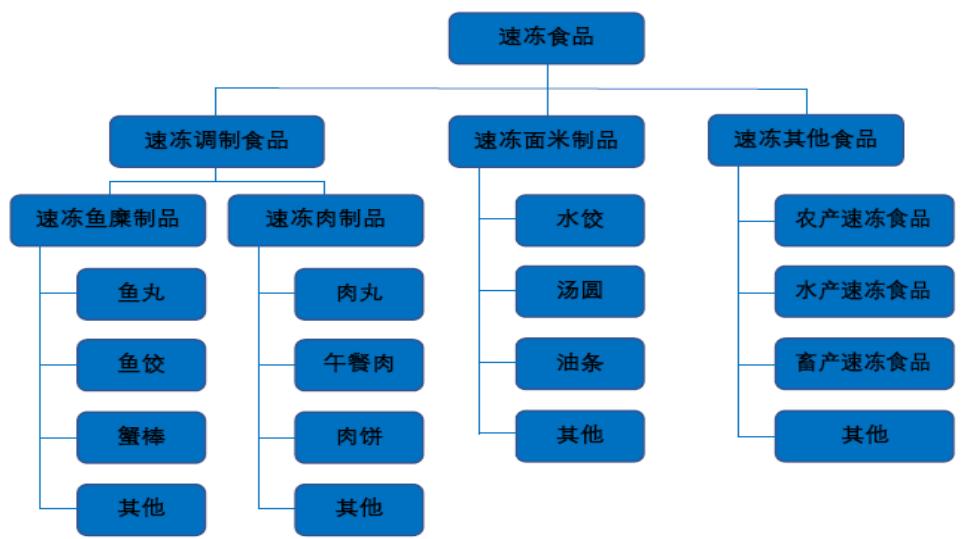 速冻食品
速冻调制食品
速冻面米制品
速冻其他食品
速冻鱼糜制品
速冻肉制品
鱼丸
鱼饺
蟹棒
其他
肉丸
午餐肉
肉饼
其他
水饺
汤圆
油条
其他
农产速冻食品
水产速冻食品
畜产速冻食品
其他